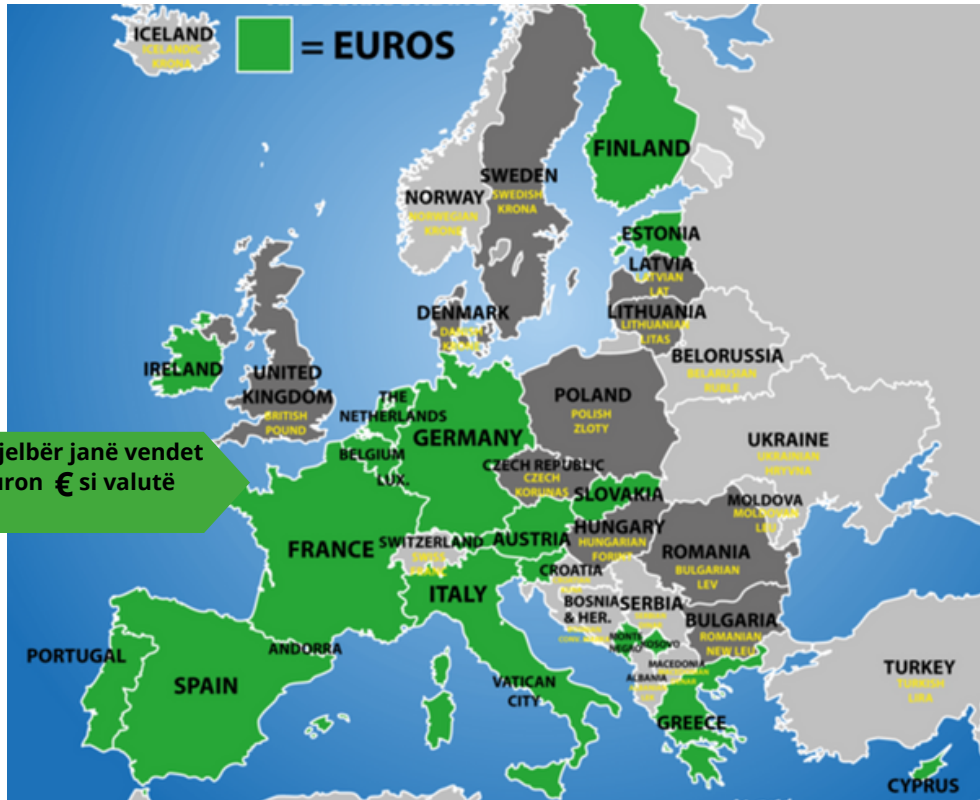 = EUROS
ICELAND
ICELANDIC
KRONA
FINLAND
SWEDEN
SWEDISH
KRONA
NORWAY
NORWEGIAN
KRONE
ESTONIA
LATVIA
LATVIAN
LAT
LITHUANIA
LITHUANIAN
LITAS
DENMARK
DANISH
KRONE
BELORUSSIA
BELARUSIAN
RUBLE
IRELAND
UNITED
KINGDOM
BRITISH
POUND
THE
NETHERLANDS
POLAND
POLISH
ZLOTY
GERMANY
BELGIUM
LUX.
UKRAINE
UKRAINIAN
HRYVNA
jelbër janë vendet
uron € si valutë
CZECH REPUBLIC
CZECH
KORUNAS
SLOVAKIA
MOLDOVA
MOLDOVAN
LEU
FRANCE
SWITZERLAND
SWISS
FRANC
AUSTRIA
HUNGARY
HUNGARIAN
FORINT
ROMANIA
BULGARIAN
LEV
CROATIA
ITALY
BOSNIA
& HER.
SERBIA
BULGARIA
ROMANIAN
NEW LEU
MONTE
NEGRO
KOSOVO
MACEDONIA
ALBANIA
PORTUGAL
ANDORRA
SPAIN
VATICAN
CITY
GREECE
TURKEY
TURKISH
LIRA
CYPRUS